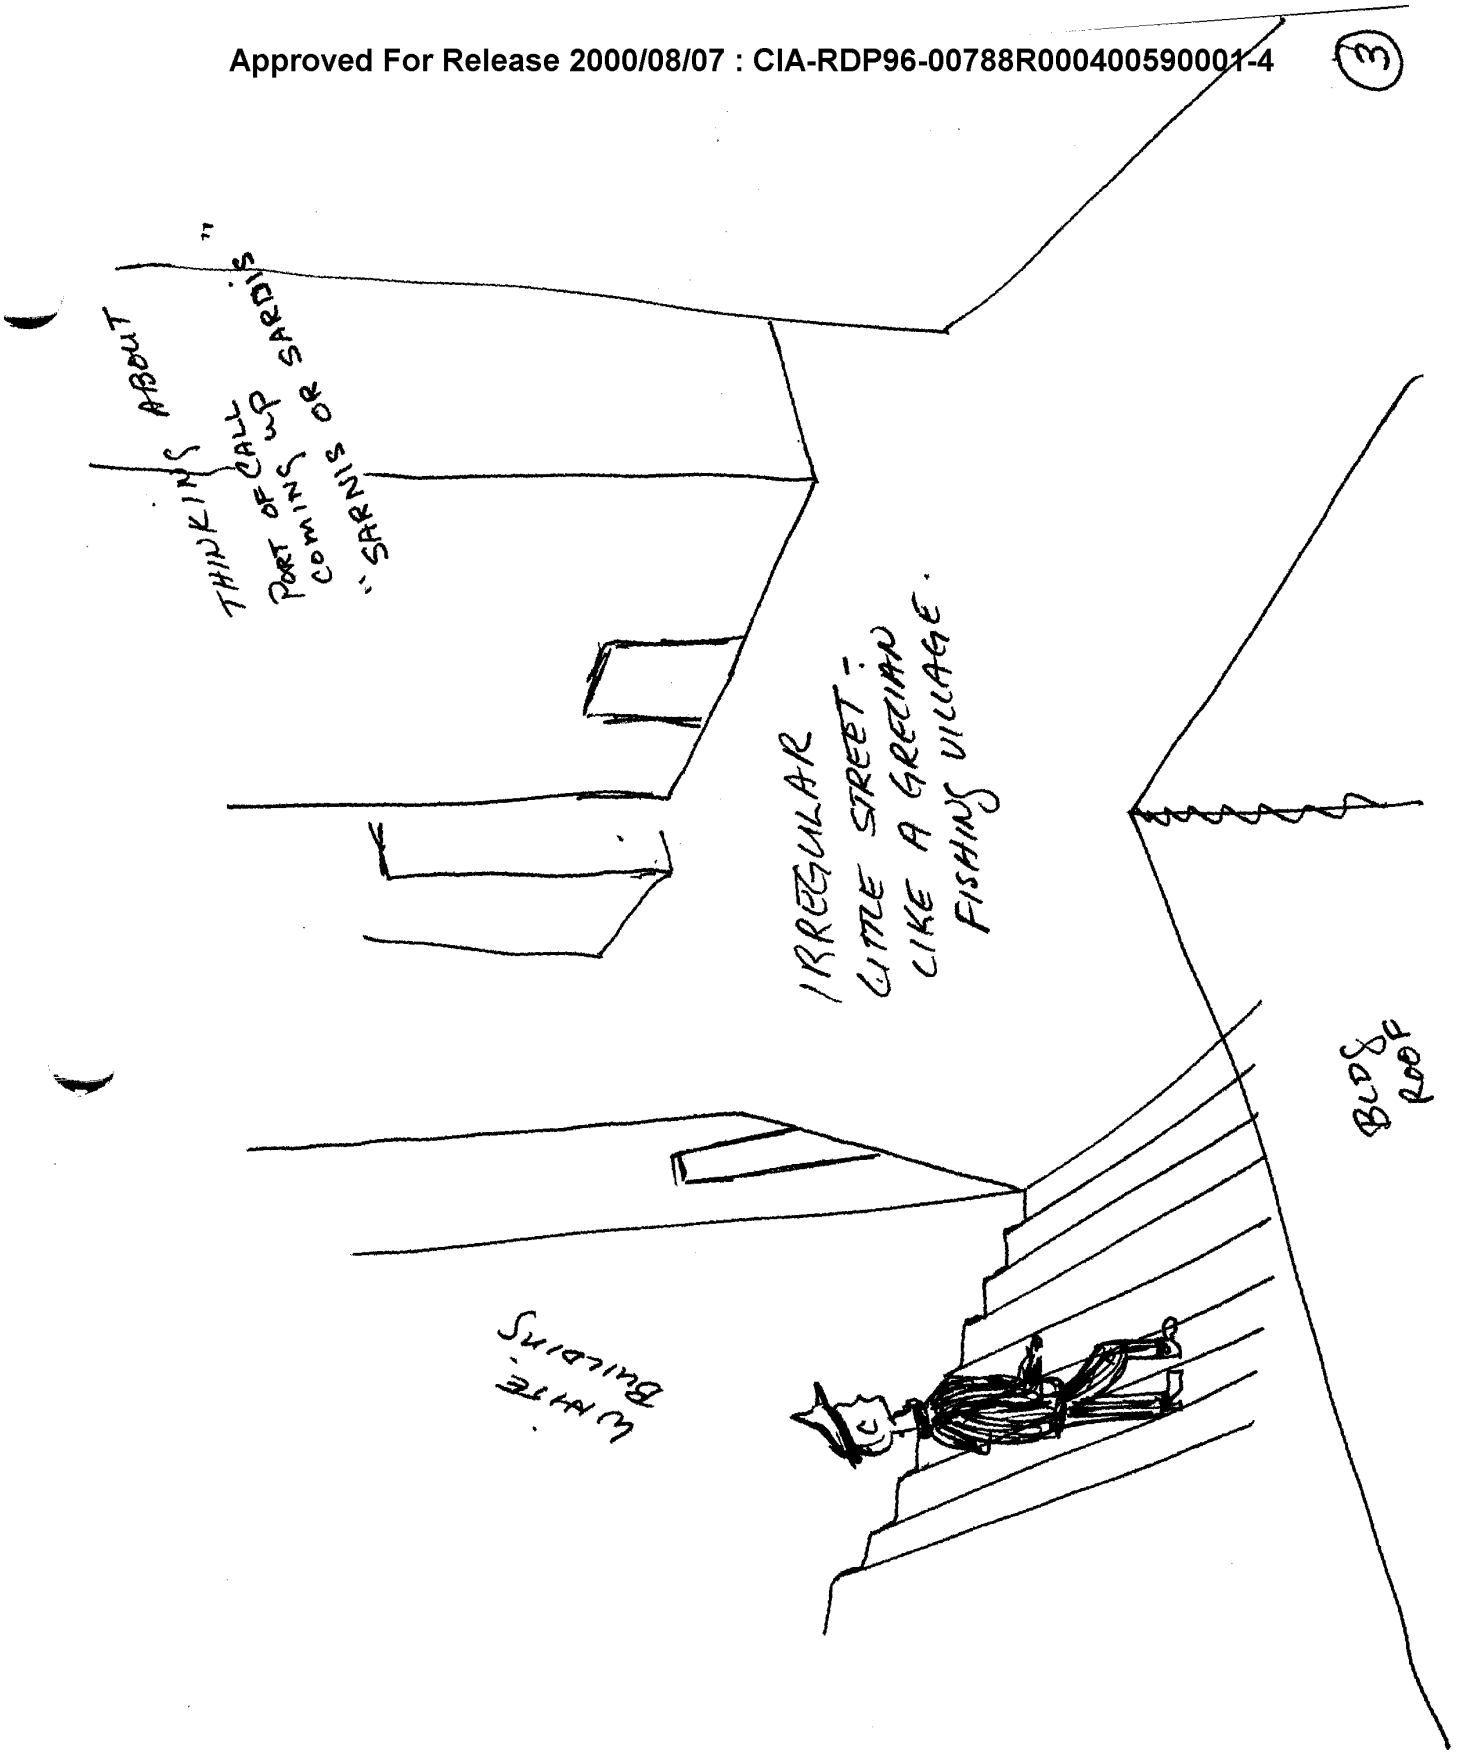 Approved For Release 2000/08/07 : CIA-RDP96-00788R000400590001-4
3
THINKING ABOUT
PORT OF CALL
COMING UP
"SARNIS OR SARDIS"
IRREGULAR
LITTLE STREET -
LIKE A GRECIAN
FISHING VILLAGE.
WHITE
BUILDING
BLDG
ROOF